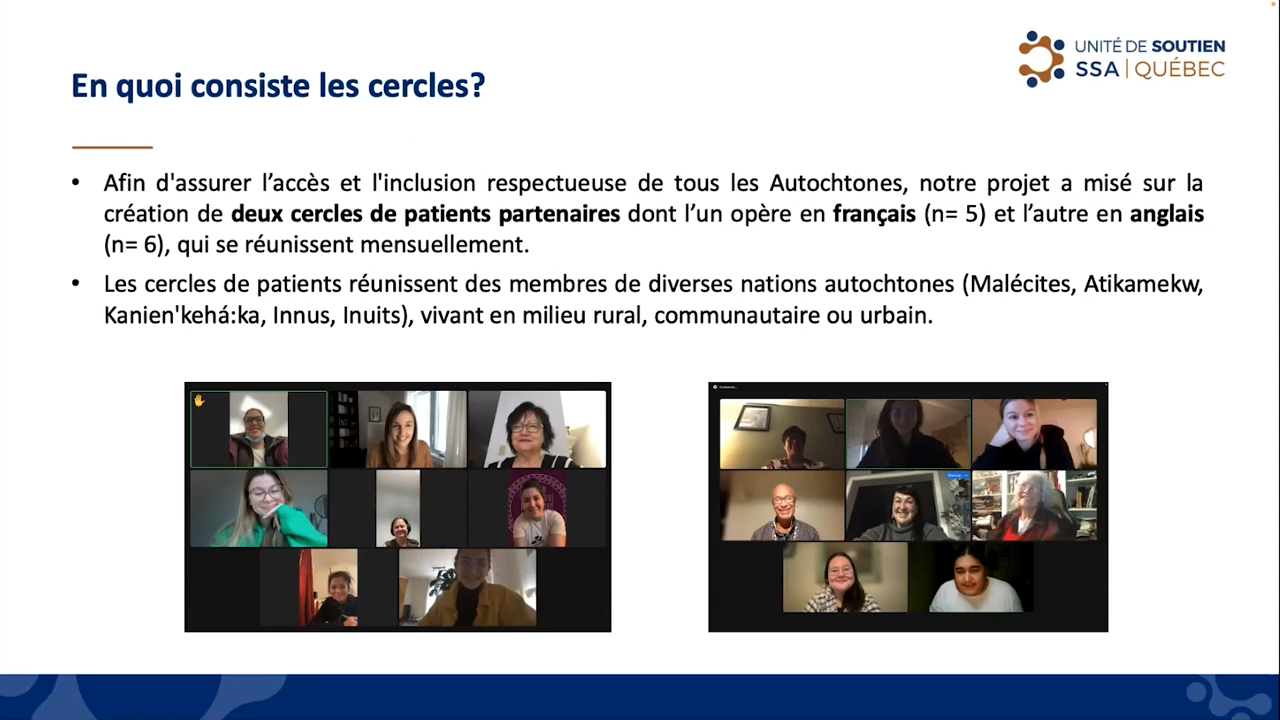 UNITÉ DE SOUTIEN
SSA | QUÉBEC
En quoi consiste les cercles?
• Afin d'assurer l’accès et l'inclusion respectueuse de tous les Autochtones, notre projet a misé sur la
création de deux cercles de patients partenaires dont l’un opère en français (n= 5) et l’autre en anglais
(n= 6), qui se réunissent mensuellement.
• Les cercles de patients réunissent des membres de diverses nations autochtones (Malécites, Atikamekw,
Kanien'kehá:ka, Innus, Inuits), vivant en milieu rural, communautaire ou urbain.